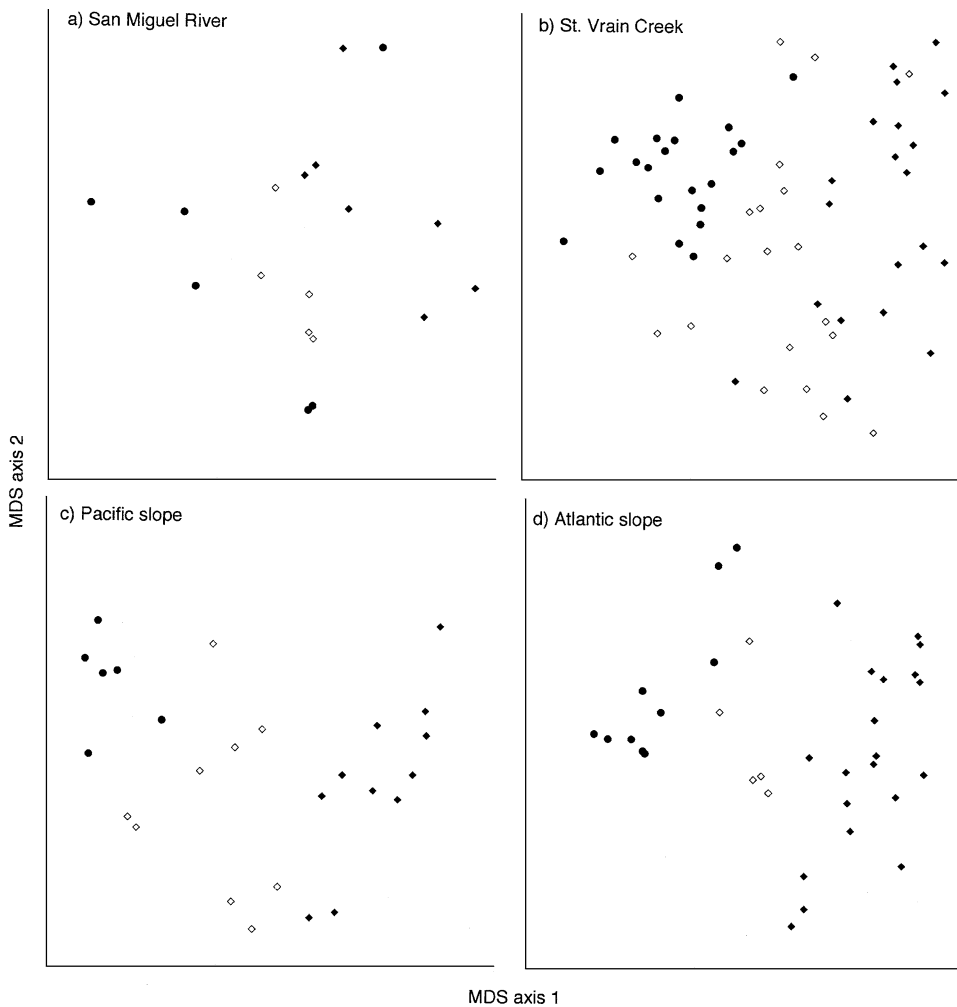 a) San Miguel River
b) St. Vrain Creek
c) Pacific slope
d) Atlantic slope
MDS axis 2
MDS axis 1